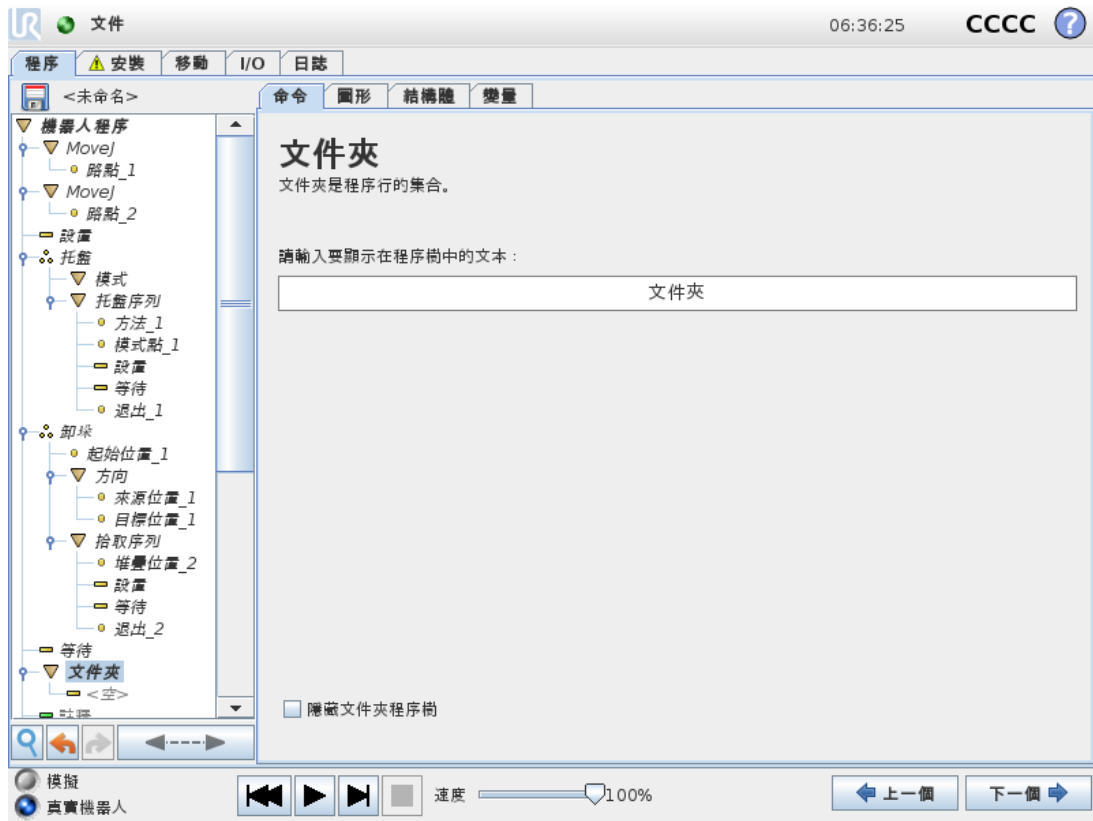 UR 文件 06:36:25 CCCC ?
程序 安裝 移動 I/O 日誌
<未命名>
命令 圖形 結構體 變量
機器人程序
MoveJ
路點_1
MoveJ
路點_2
設置
托盤
模式
托盤序列
方法_1
模式點_1
設置
等待
退出_1
卸垛
起始位置_1
方向
來源位置_1
目標位置_1
拾取序列
堆疊位置_2
設置
等待
退出_2
等待
文件夾
<空>
註釋
文件夾
文件夾是程序行的集合。
請輸入要顯示在程序樹中的文本：
文件夾
隱藏文件夾程序樹
模擬
真實機器人
速度 100%
上一個 下一個